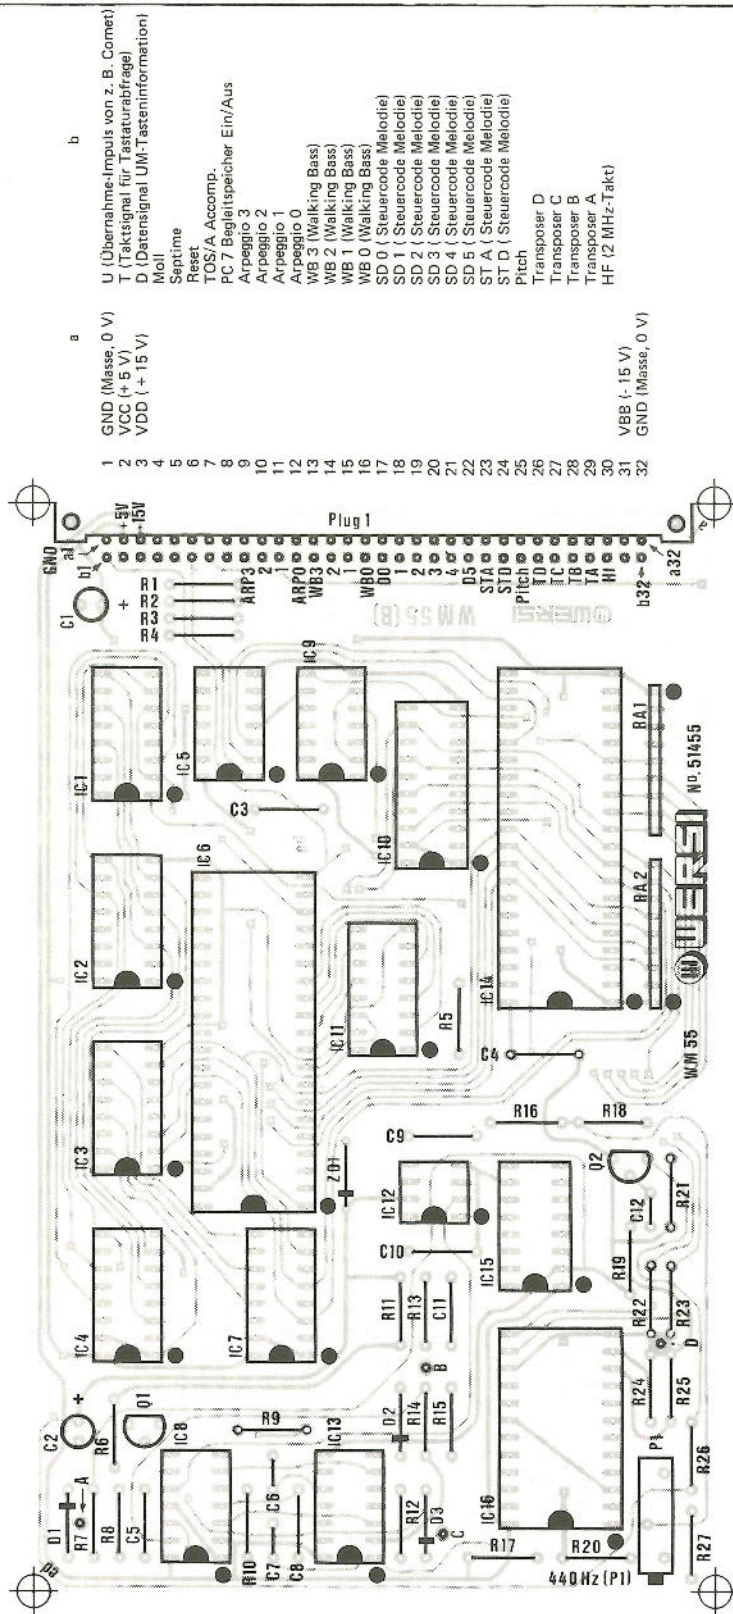 a
b
1 GND (Masse, 0 V) U (Übernahme-Impuls von z. B. Comet)
2 VCC (+ 5 V) T (Taktsignal für Tastaturabfrage)
3 VDD ( + 15 V) D (Datensignal UM-Tasteninformation)
4 Moll
5 Septime
6 Reset
7 TOS/A Accomp.
8 PC 7 Begleitspeicher Ein/Aus
9 Arpeggio 3
10 Arpeggio 2
11 Arpeggio 1
12 Arpeggio 0
13 WB 3 (Walking Bass)
14 WB 2 (Walking Bass)
15 WB 1 (Walking Bass)
16 WB 0 (Walking Bass)
17 SD 0 ( Steuercode Melodie)
18 SD 1 ( Steuercode Melodie)
19 SD 2 ( Steuercode Melodie)
20 SD 3 ( Steuercode Melodie)
21 SD 4 ( Steuercode Melodie)
22 SD 5 ( Steuercode Melodie)
23 ST A ( Steuercode Melodie)
24 ST D ( Steuercode Melodie)
25 Pitch
26 Transposer D
27 Transposer C
28 Transposer B
29 Transposer A
30 HF (2 MHz-Takt)
31 VBB (- 15 V)
32 GND (Masse, 0 V)
Plug 1
GND
a1
+5V
+15V
b1
ARP3
2
1
ARP0
WB3
2
1
WB0
D0
1
2
3
4
D5
STA
STD
Pitch
TD
TC
TB
TA
Hf
b32
a32
C1
+
R1
R2
R3
R4
WERSI WM 55 (B)
IC1
IC5
IC9
IC10
C3
IC2
IC6
IC11
R5
IC14
RA1
RA2
WERSI No. 51455
WM 55
C4
IC3
ZD1
C9
R16
R18
IC12
Q2
C12
R21
C10
IC15
R19
R22
R23
IC4
IC7
R11
R13
C11
B
D
C2
+
Q1
R6
IC8
R9
IC13
D2
R14
R15
R24
R25
P1
R26
D1
A
R7
R8
C5
R10
C6
C7
C8
R12
D3
C
IC16
R17
R20
R27
440 Hz (P1)